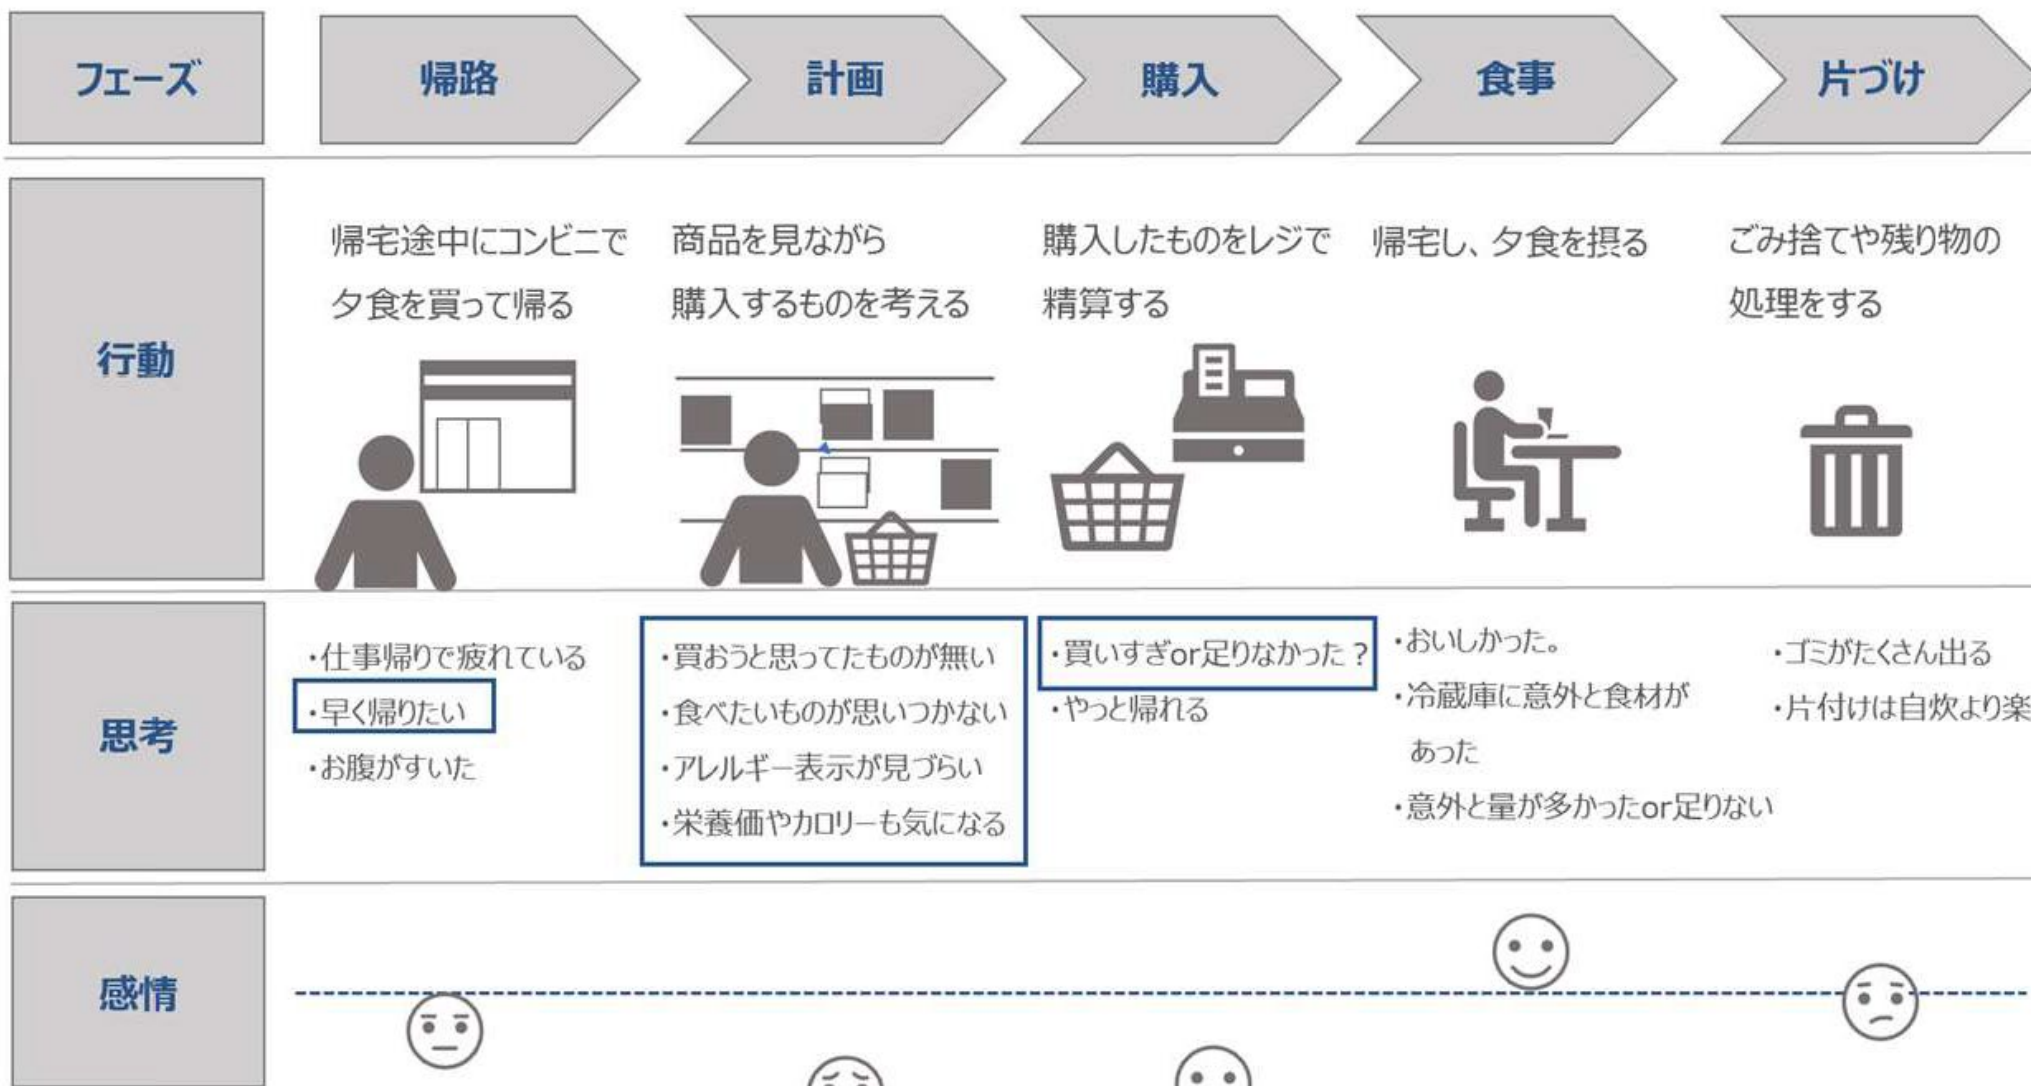 フェーズ
帰路
計画
購入
食事
片づけ
行動
帰宅途中にコンビニで
夕食を買って帰る
商品を見ながら
購入するものを考える
購入したものをレジで
精算する
帰宅し、夕食を摂る
ごみ捨てや残り物の
処理をする
思考
・仕事帰りで疲れている
・早く帰りたい
・お腹がすいた
・買おうと思ってたものが無い
・食べたいものが思いつかない
・アレルギー表示が見づらい
・栄養価やカロリーも気になる
・買いすぎor足りなかった？
・やっと帰れる
・おいしかった。
・冷蔵庫に意外と食材が
あった
・意外と量が多かったor足りない
・ゴミがたくさん出る
・片付けは自炊より楽
感情